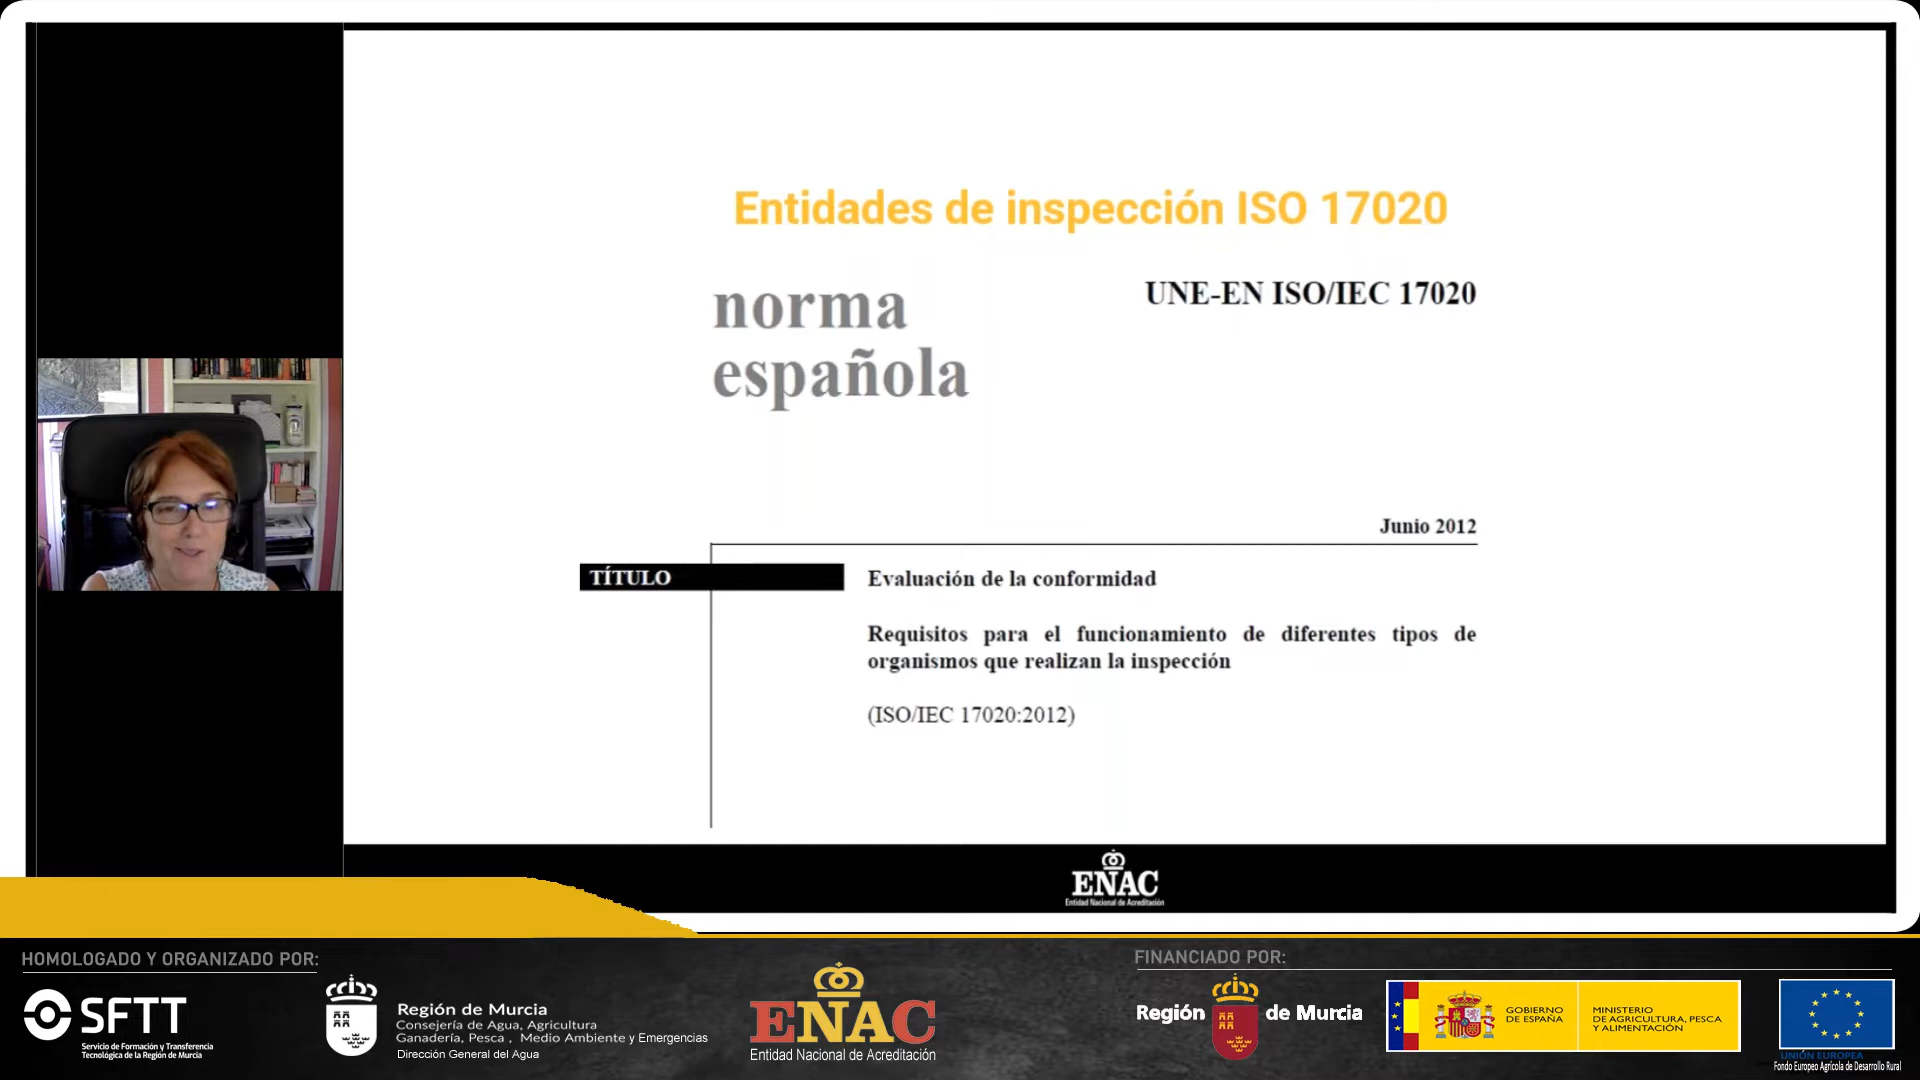 Entidades de inspección ISO 17020
norma
española
UNE-EN ISO/IEC 17020
Junio 2012
TÍTULO
Evaluación de la conformidad
Requisitos para el funcionamiento de diferentes tipos de
organismos que realizan la inspección
(ISO/IEC 17020:2012)
ENAC
Entidad Nacional de Acreditación
HOMOLOGADO Y ORGANIZADO POR:
SFTT
Servicio de Formación y Transferencia
Tecnológica de la Región de Murcia
Región de Murcia
Consejería de Agua, Agricultura
Ganadería, Pesca , Medio Ambiente y Emergencias
Dirección General del Agua
ENAC
Entidad Nacional de Acreditación
FINANCIADO POR:
Región de Murcia
GOBIERNO
DE ESPAÑA
MINISTERIO
DE AGRICULTURA, PESCA
Y ALIMENTACIÓN
UNIÓN EUROPEA
Fondo Europeo Agrícola de Desarrollo Rural